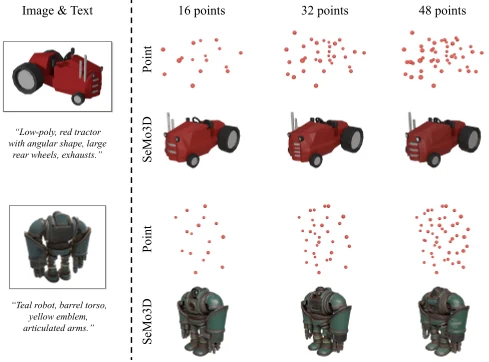 Image & Text
16 points
32 points
48 points
Point
SeMo3D
"Low-poly, red tractor
with angular shape, large
rear wheels, exhausts."
Point
SeMo3D
"Teal robot, barrel torso,
yellow emblem,
articulated arms."